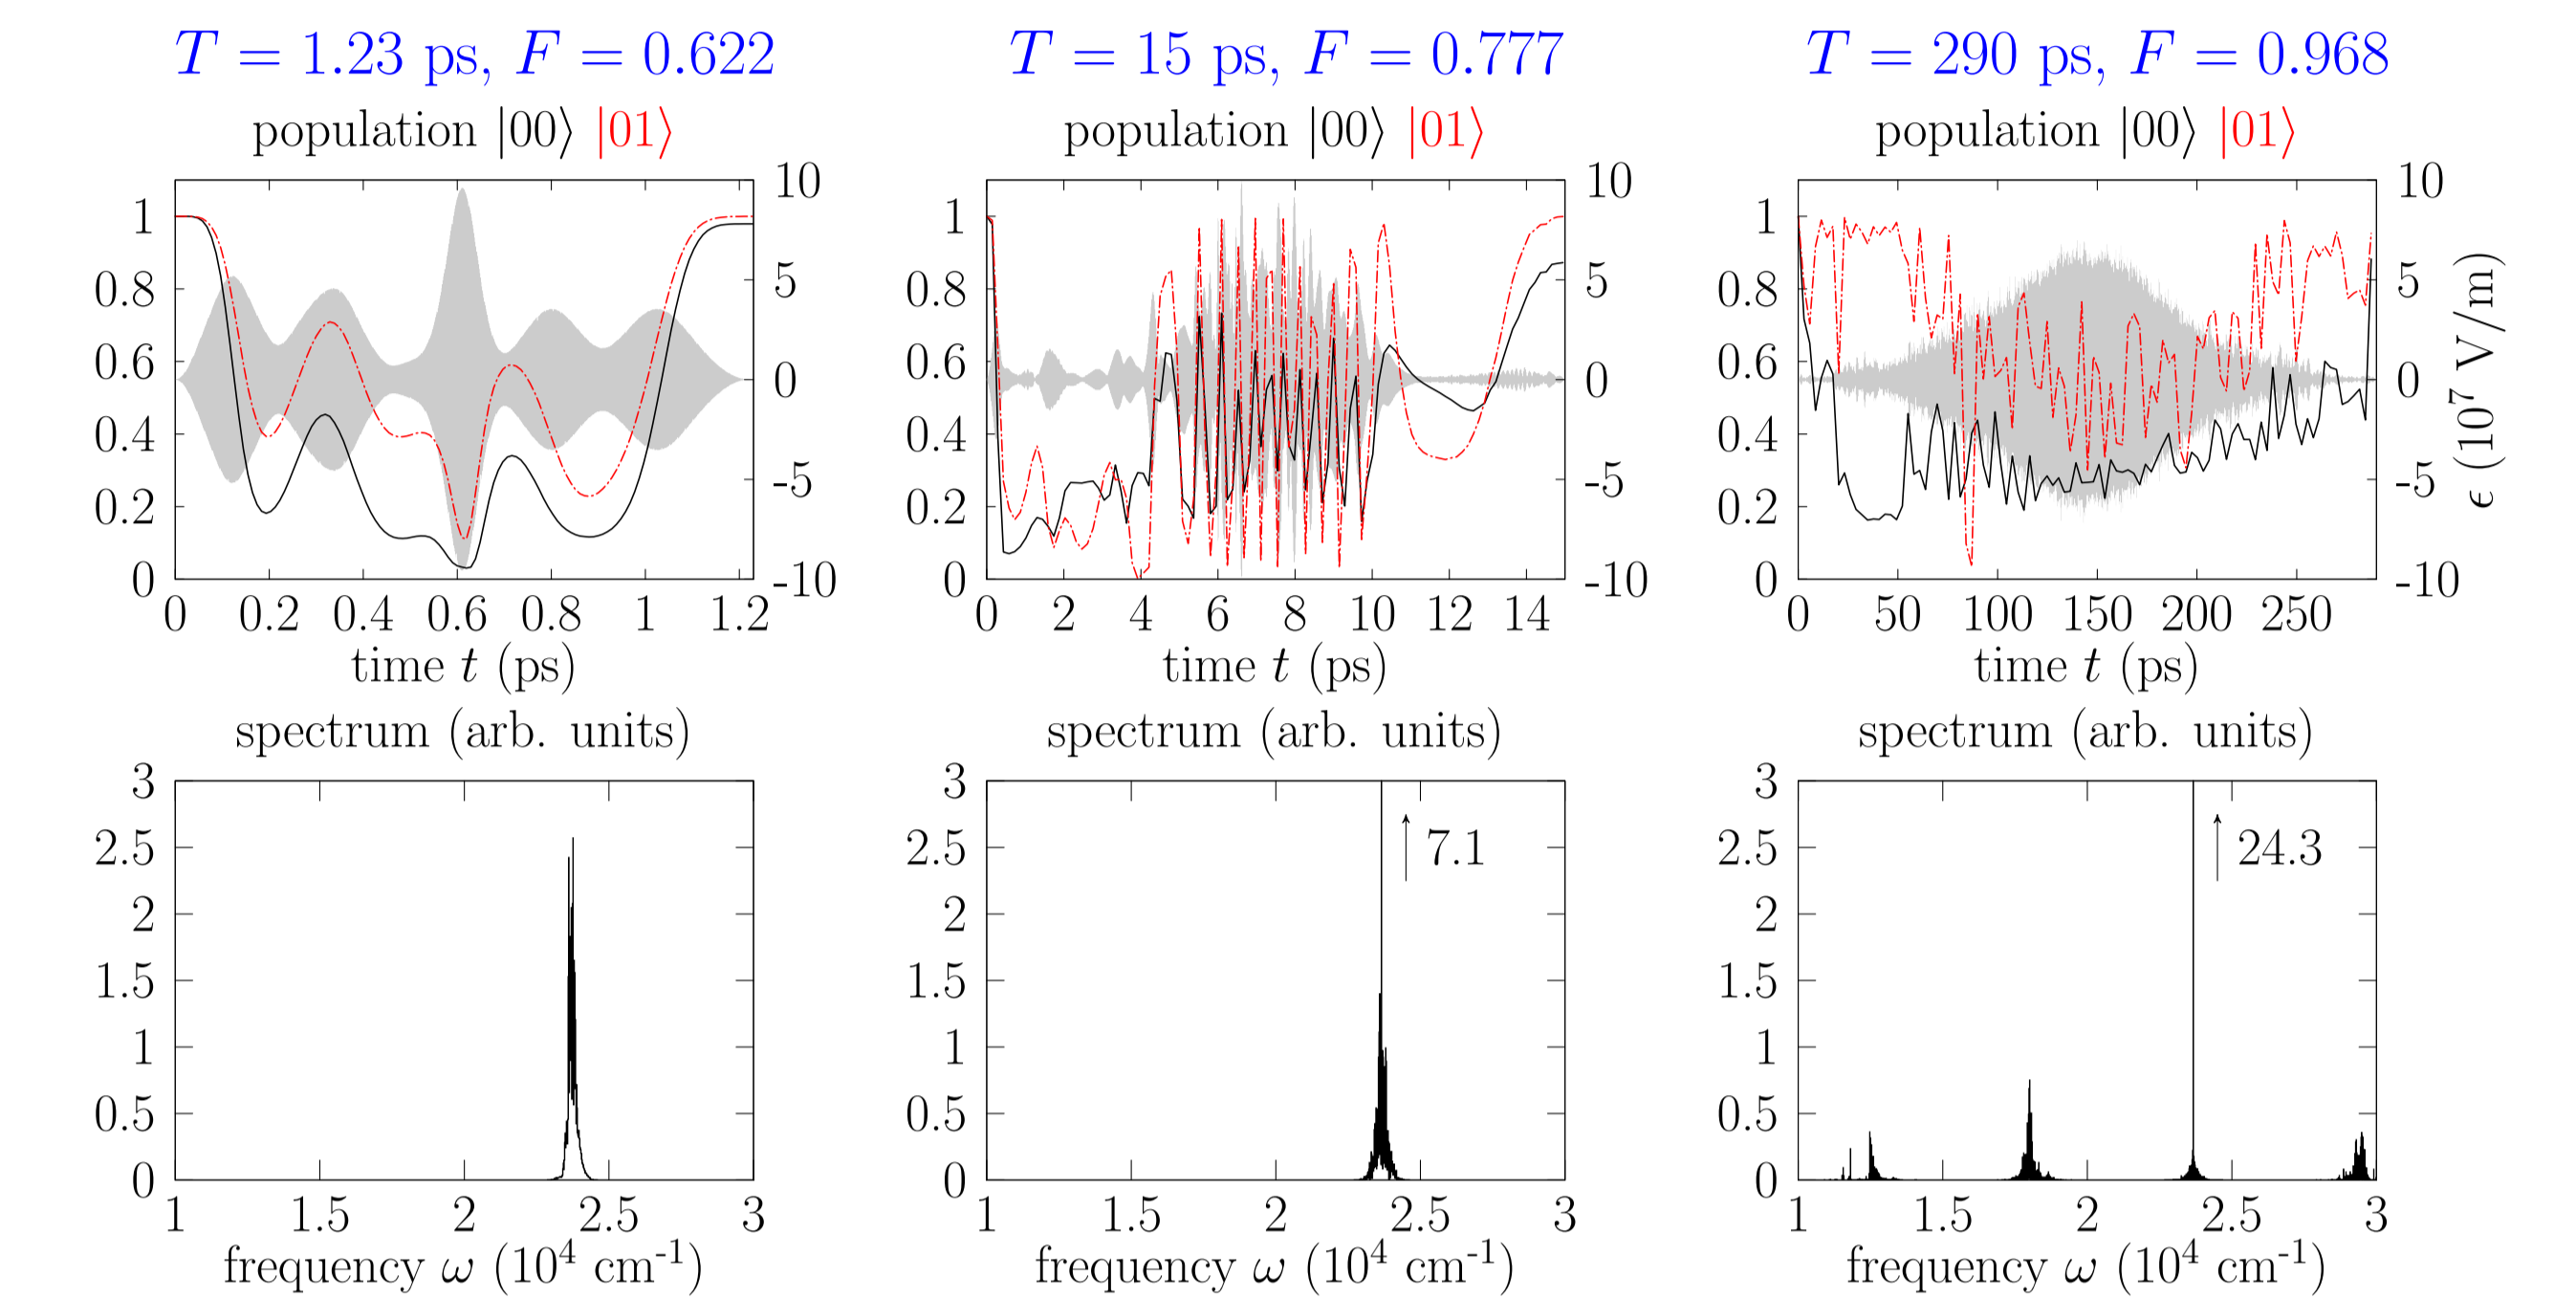 T = 1.23 ps, F = 0.622 T = 15 ps, F = 0.777 T = 290 ps, F = 0.968
population |00⟩ |01⟩ population |00⟩ |01⟩ population |00⟩ |01⟩
10 10 10
1 1 1
5 5 5
0.8 0.8 0.8
0.6 0 0.6 0 0.6 0
0.4 0.4 0.4
-5 -5 -5
0.2 0.2 0.2
0 -10 0 -10 0 -10
ϵ (10⁷ V/m)
0 0.2 0.4 0.6 0.8 1 1.2 0 2 4 6 8 10 12 14 0 50 100 150 200 250
time t (ps) time t (ps) time t (ps)
spectrum (arb. units) spectrum (arb. units) spectrum (arb. units)
3 3 3
2.5 2.5 7.1 2.5 24.3
2 2 2
1.5 1.5 1.5
1 1 1
0.5 0.5 0.5
0 0 0
1 1.5 2 2.5 3 1 1.5 2 2.5 3 1 1.5 2 2.5 3
frequency ω (10⁴ cm⁻¹) frequency ω (10⁴ cm⁻¹) frequency ω (10⁴ cm⁻¹)